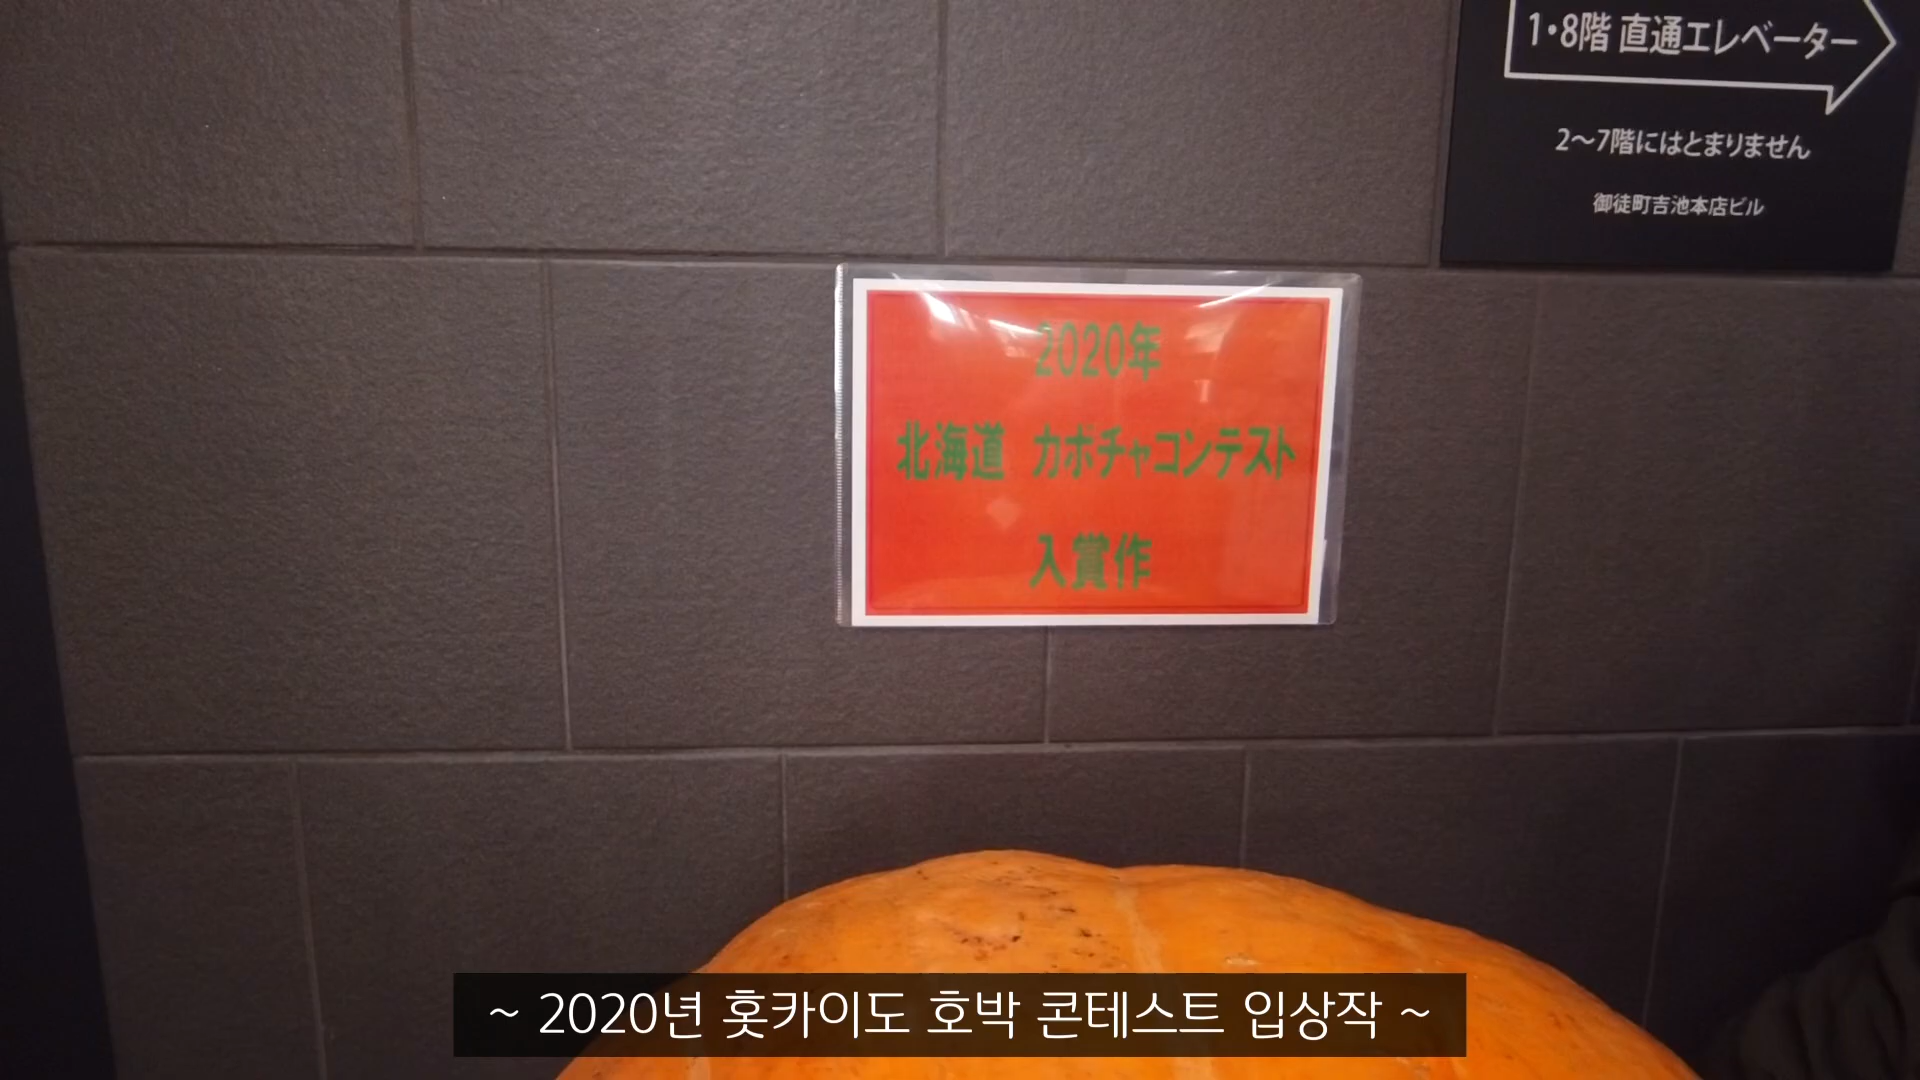 1・8階 直通エレベーター
2〜7階にはとまりません
御徒町吉池本店ビル
2020年
北海道 カボチャコンテスト
入賞作
~ 2020년 홋카이도 호박 콘테스트 입상작 ~